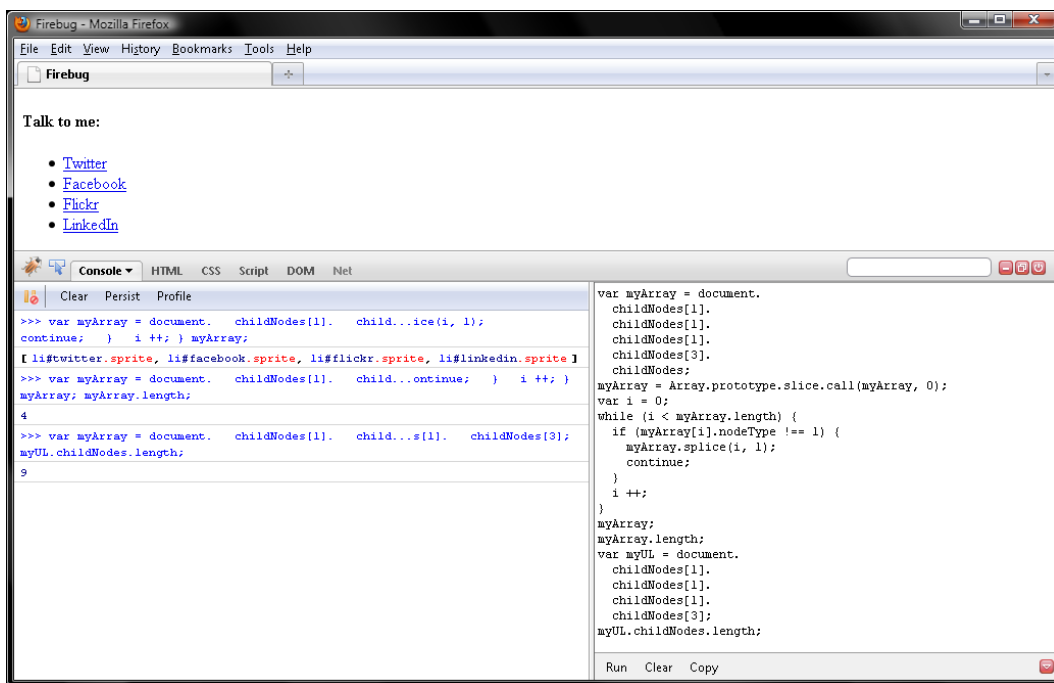 Firebug - Mozilla Firefox
File Edit View History Bookmarks Tools Help
Firebug
Talk to me:
• Twitter
• Facebook
• Flickr
• LinkedIn
Console HTML CSS Script DOM Net
Clear Persist Profile
>>> var myArray = document. childNodes[1]. child...ice(i, 1);
continue; } i ++; } myArray;
[ li#twitter.sprite, li#facebook.sprite, li#flickr.sprite, li#linkedin.sprite ]
>>> var myArray = document. childNodes[1]. child...ontinue; } i ++; }
myArray; myArray.length;
4
>>> var myArray = document. childNodes[1]. child...s[1]. childNodes[3];
myUL.childNodes.length;
9
var myArray = document.
childNodes[1].
childNodes[1].
childNodes[1].
childNodes[3].
childNodes;
myArray = Array.prototype.slice.call(myArray, 0);
var i = 0;
while (i < myArray.length) {
if (myArray[i].nodeType !== 1) {
myArray.splice(i, 1);
continue;
}
i ++;
}
myArray;
myArray.length;
var myUL = document.
childNodes[1].
childNodes[1].
childNodes[1].
childNodes[3];
myUL.childNodes.length;
Run Clear Copy